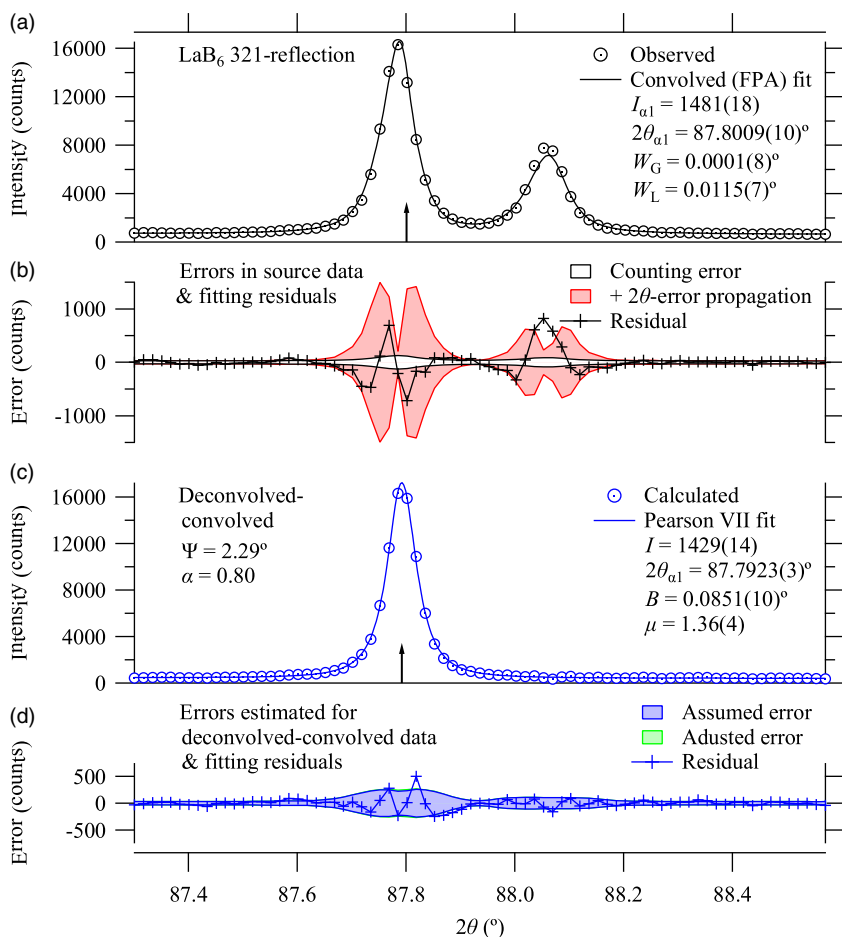 (a)
16000
12000
8000
4000
0
Intensity (counts)
LaB₆ 321-reflection
Observed
Convolved (FPA) fit
Iα1 = 1481(18)
2θα1 = 87.8009(10)º
WG = 0.0001(8)º
WL = 0.0115(7)º
(b)
1000
0
-1000
Error (counts)
Errors in source data
& fitting residuals
Counting error
+ 2θ-error propagation
Residual
(c)
16000
12000
8000
4000
0
Intensity (counts)
Deconvolved-
convolved
Ψ = 2.29º
α = 0.80
Calculated
Pearson VII fit
I = 1429(14)
2θα1 = 87.7923(3)º
B = 0.0851(10)º
μ = 1.36(4)
(d)
500
0
-500
Error (counts)
Errors estimated for
deconvolved-convolved data
& fitting residuals
Assumed error
Adusted error
Residual
87.4 87.6 87.8 88.0 88.2 88.4
2θ (º)